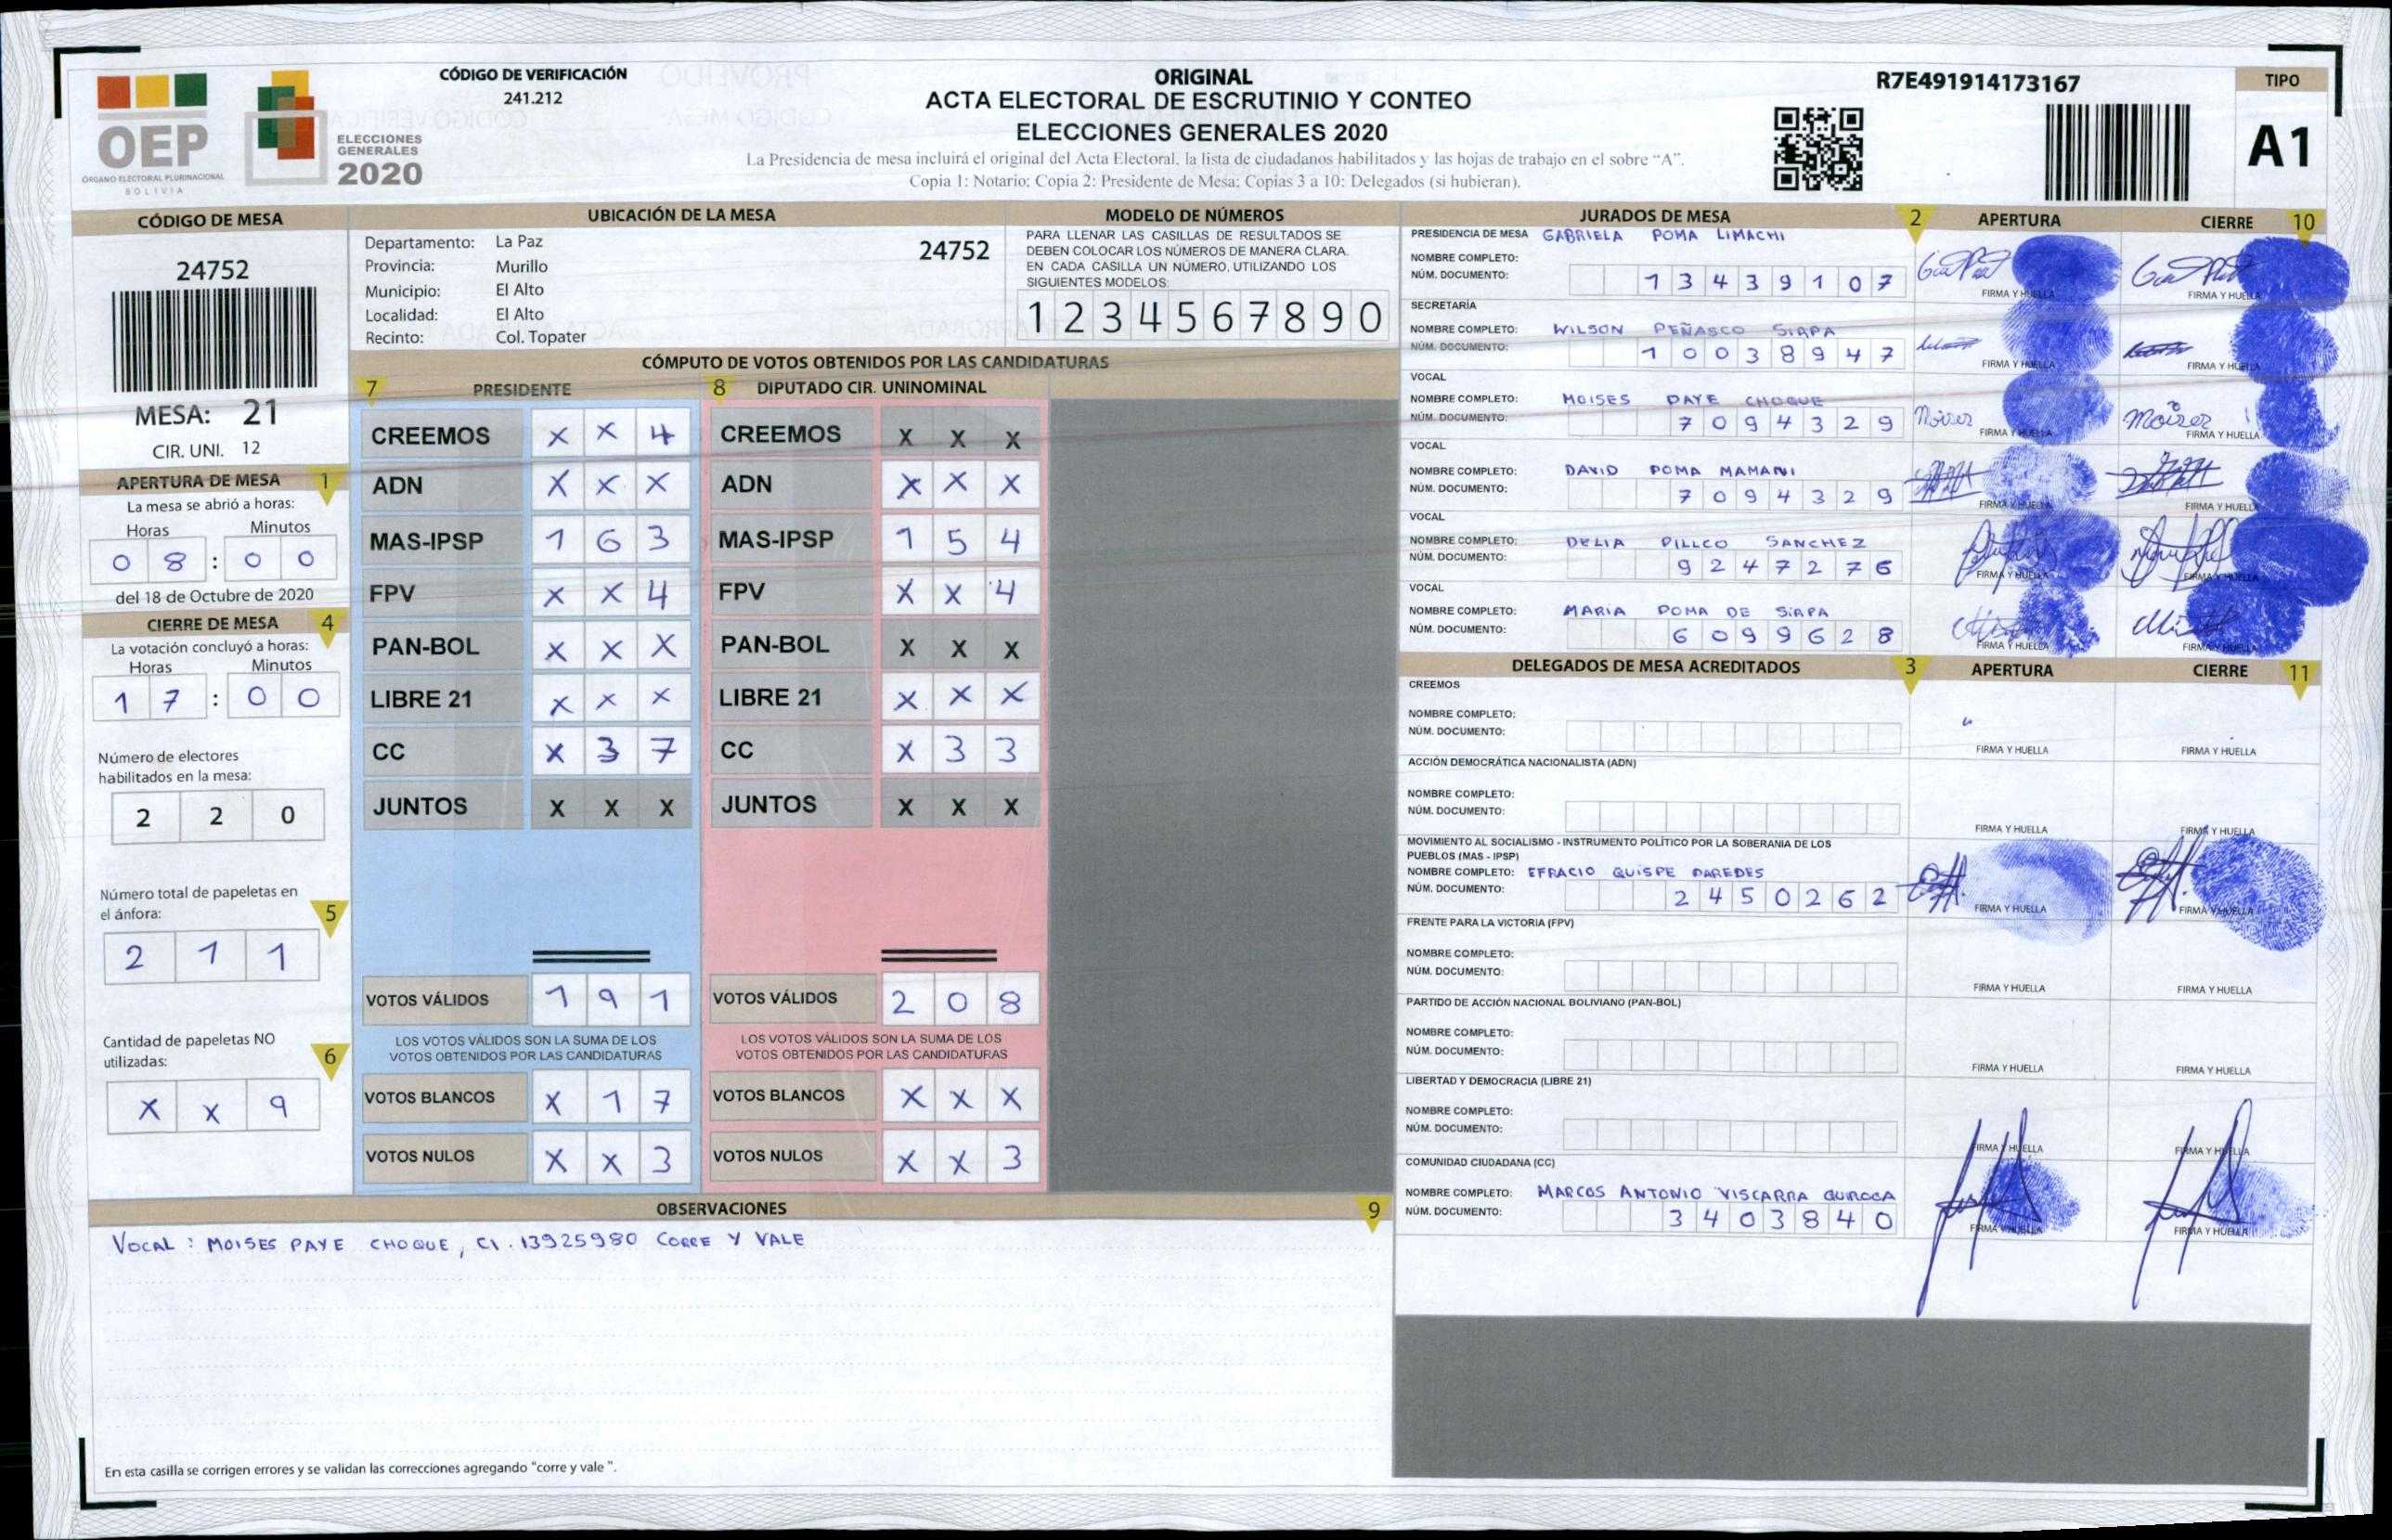 OEP
ÓRGANO ELECTORAL PLURINACIONAL
BOLIVIA
ELECCIONES
GENERALES
2020
CÓDIGO DE VERIFICACIÓN
241.212
ORIGINAL
ACTA ELECTORAL DE ESCRUTINIO Y CONTEO
ELECCIONES GENERALES 2020
La Presidencia de mesa incluirá el original del Acta Electoral, la lista de ciudadanos habilitados y las hojas de trabajo en el sobre “A”.
Copia 1: Notario; Copia 2: Presidente de Mesa; Copias 3 a 10: Delegados (si hubieran).
R7E491914173167
TIPO
A1
CÓDIGO DE MESA
24752
MESA: 21
CIR. UNI. 12
APERTURA DE MESA 1
La mesa se abrió a horas:
Horas Minutos
0 8 : 0 0
del 18 de Octubre de 2020
CIERRE DE MESA 4
La votación concluyó a horas:
Horas Minutos
1 7 : 0 0
Número de electores
habilitados en la mesa:
2 2 0
Número total de papeletas en
el ánfora: 5
2 1 1
Cantidad de papeletas NO
utilizadas: 6
X X 9
UBICACIÓN DE LA MESA
Departamento: La Paz 24752
Provincia: Murillo
Municipio: El Alto
Localidad: El Alto
Recinto: Col. Topater
MODELO DE NÚMEROS
PARA LLENAR LAS CASILLAS DE RESULTADOS SE
DEBEN COLOCAR LOS NÚMEROS DE MANERA CLARA.
EN CADA CASILLA UN NÚMERO, UTILIZANDO LOS
SIGUIENTES MODELOS:
1 2 3 4 5 6 7 8 9 0
CÓMPUTO DE VOTOS OBTENIDOS POR LAS CANDIDATURAS
7 PRESIDENTE
CREEMOS X X 4
ADN X X X
MAS-IPSP 1 6 3
FPV X X 4
PAN-BOL X X X
LIBRE 21 X X X
CC X 3 7
JUNTOS X X X
VOTOS VÁLIDOS 1 9 1
LOS VOTOS VÁLIDOS SON LA SUMA DE LOS
VOTOS OBTENIDOS POR LAS CANDIDATURAS
VOTOS BLANCOS X 1 7
VOTOS NULOS X X 3
8 DIPUTADO CIR. UNINOMINAL
CREEMOS X X X
ADN X X X
MAS-IPSP 1 5 4
FPV X X 4
PAN-BOL X X X
LIBRE 21 X X X
CC X 3 3
JUNTOS X X X
VOTOS VÁLIDOS 2 0 8
LOS VOTOS VÁLIDOS SON LA SUMA DE LOS
VOTOS OBTENIDOS POR LAS CANDIDATURAS
VOTOS BLANCOS X X X
VOTOS NULOS X X 3
JURADOS DE MESA 2 APERTURA CIERRE 10
PRESIDENCIA DE MESA GABRIELA POMA LIMACHI
NOMBRE COMPLETO:
NÚM. DOCUMENTO: 1 3 4 3 9 1 0 7
FIRMA Y HUELLA FIRMA Y HUELLA
SECRETARÍA
NOMBRE COMPLETO: WILSON PEÑASCO SIRPA
NÚM. DOCUMENTO: 1 0 0 3 8 9 4 7
FIRMA Y HUELLA FIRMA Y HUELLA
VOCAL
NOMBRE COMPLETO: MOISES PAYE CHOQUE
NÚM. DOCUMENTO: 7 0 9 4 3 2 9
Moises Moises
FIRMA Y HUELLA FIRMA Y HUELLA
VOCAL
NOMBRE COMPLETO: DAVID POMA MAMANI
NÚM. DOCUMENTO: 7 0 9 4 3 2 9
FIRMA Y HUELLA FIRMA Y HUELLA
VOCAL
NOMBRE COMPLETO: DELIA PILLCO SANCHEZ
NÚM. DOCUMENTO: 9 2 4 7 2 7 6
FIRMA Y HUELLA FIRMA Y HUELLA
VOCAL
NOMBRE COMPLETO: MARIA POMA DE SIRPA
NÚM. DOCUMENTO: 6 0 9 9 6 2 8
FIRMA Y HUELLA FIRMA Y HUELLA
DELEGADOS DE MESA ACREDITADOS 3 APERTURA CIERRE 11
CREEMOS
NOMBRE COMPLETO:
NÚM. DOCUMENTO:
FIRMA Y HUELLA FIRMA Y HUELLA
ACCIÓN DEMOCRÁTICA NACIONALISTA (ADN)
NOMBRE COMPLETO:
NÚM. DOCUMENTO:
FIRMA Y HUELLA FIRMA Y HUELLA
MOVIMIENTO AL SOCIALISMO - INSTRUMENTO POLÍTICO POR LA SOBERANIA DE LOS
PUEBLOS (MAS - IPSP)
NOMBRE COMPLETO: EFRACIO QUISPE PAREDES
NÚM. DOCUMENTO: 2 4 5 0 2 6 2
FIRMA Y HUELLA FIRMA Y HUELLA
FRENTE PARA LA VICTORIA (FPV)
NOMBRE COMPLETO:
NÚM. DOCUMENTO:
FIRMA Y HUELLA FIRMA Y HUELLA
PARTIDO DE ACCIÓN NACIONAL BOLIVIANO (PAN-BOL)
NOMBRE COMPLETO:
NÚM. DOCUMENTO:
FIRMA Y HUELLA FIRMA Y HUELLA
LIBERTAD Y DEMOCRACIA (LIBRE 21)
NOMBRE COMPLETO:
NÚM. DOCUMENTO:
FIRMA Y HUELLA FIRMA Y HUELLA
COMUNIDAD CIUDADANA (CC)
NOMBRE COMPLETO: MARCOS ANTONIO VISCARRA QUIROGA
NÚM. DOCUMENTO: 3 4 0 3 8 4 0
FIRMA Y HUELLA FIRMA Y HUELLA
OBSERVACIONES 9
VOCAL : MOISES PAYE CHOQUE, CI. 13925980 CORRE Y VALE
En esta casilla se corrigen errores y se validan las correcciones agregando “corre y vale ”.